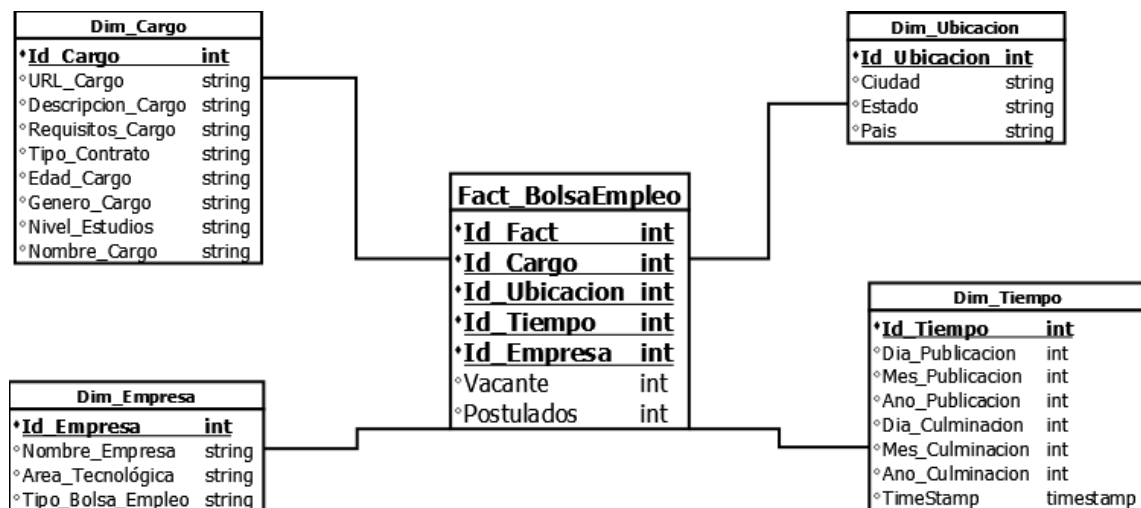 Dim_Cargo
Id_Cargo int
URL_Cargo string
Descripcion_Cargo string
Requisitos_Cargo string
Tipo_Contrato string
Edad_Cargo string
Genero_Cargo string
Nivel_Estudios string
Nombre_Cargo string
Dim_Ubicacion
Id_Ubicacion int
Ciudad string
Estado string
Pais string
Fact_BolsaEmpleo
Id_Fact int
Id_Cargo int
Id_Ubicacion int
Id_Tiempo int
Id_Empresa int
Vacante int
Postulados int
Dim_Empresa
Id_Empresa int
Nombre_Empresa string
Area_Tecnológica string
Tipo_Bolsa_Empleo string
Dim_Tiempo
Id_Tiempo int
Dia_Publicacion int
Mes_Publicacion int
Ano_Publicacion int
Dia_Culminacion int
Mes_Culminacion int
Ano_Culminacion int
TimeStamp timestamp